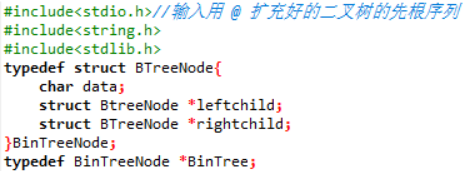 #include<stdio.h>//输入用 @ 扩充好的二叉树的先根序列
#include<string.h>
#include<stdlib.h>
typedef struct BTreeNode{
    char data;
    struct BtreeNode *leftchild;
    struct BTreeNode *rightchild;
}BinTreeNode;
typedef BinTreeNode *BinTree;